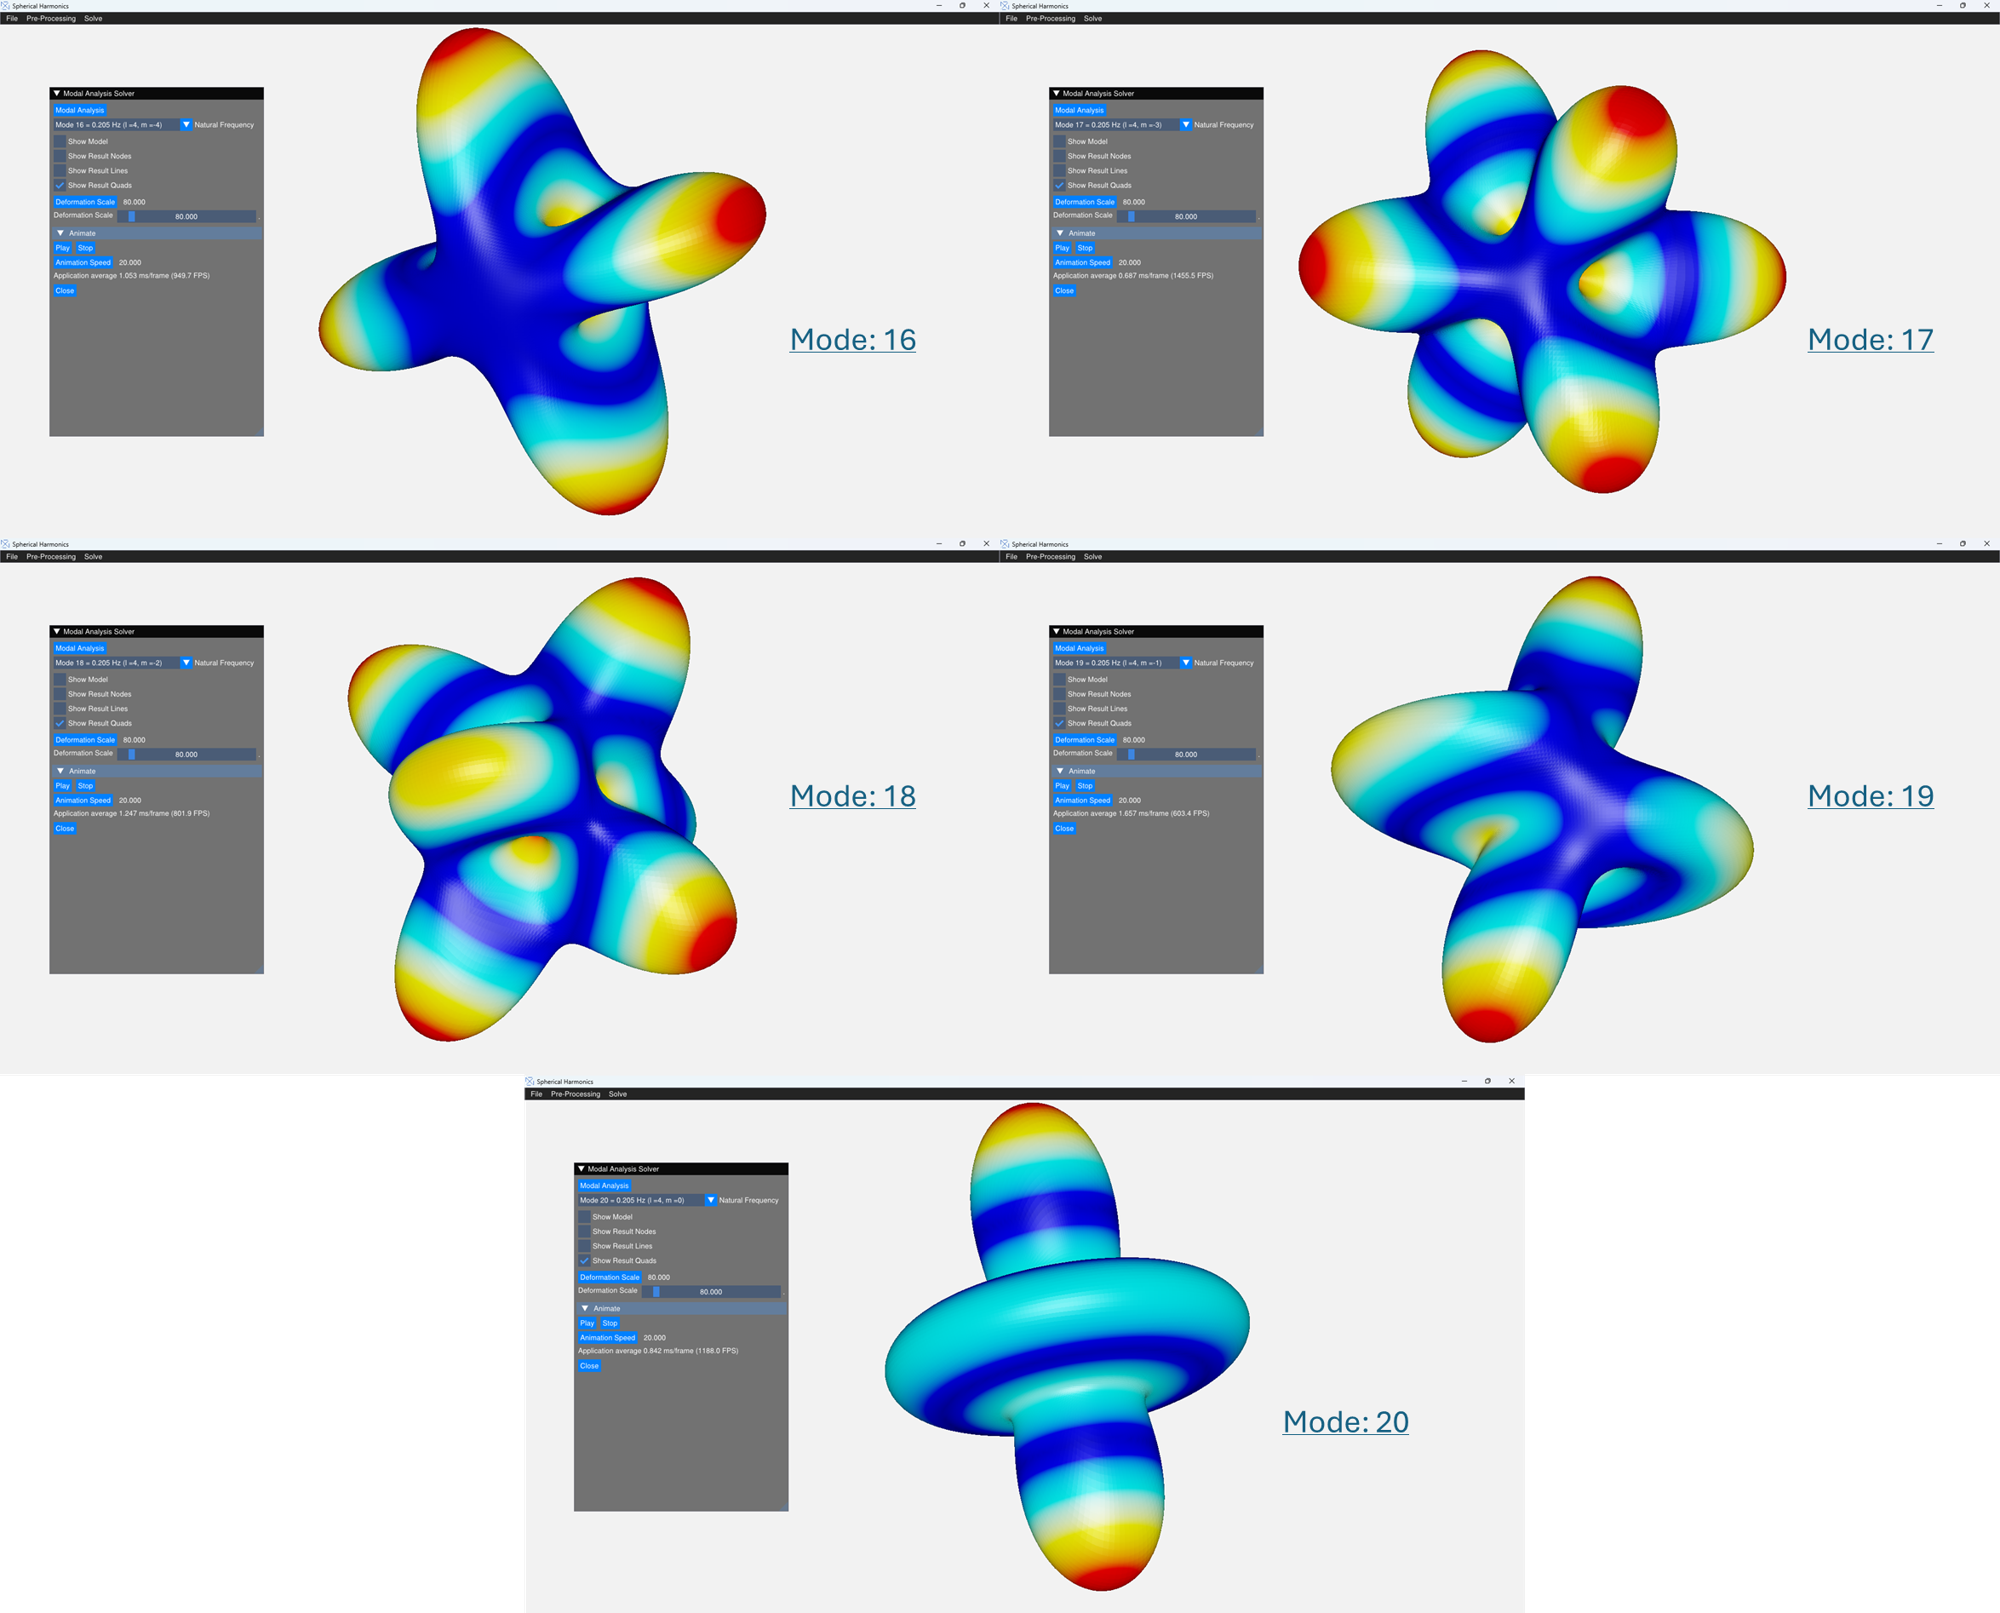 Spherical Harmonics
File Pre-Processing Solve
Modal Analysis Solver
Modal Analysis
Mode 16 = 0.205 Hz (l =4, m =-4) Natural Frequency
Show Model
Show Result Nodes
Show Result Lines
Show Result Quads
Deformation Scale 80.000
Deformation Scale 80.000
Animate
Play Stop
Animation Speed 20.000
Application average 1.053 ms/frame (949.7 FPS)
Close
Mode: 16
Spherical Harmonics
File Pre-Processing Solve
Modal Analysis Solver
Modal Analysis
Mode 17 = 0.205 Hz (l =4, m =-3) Natural Frequency
Show Model
Show Result Nodes
Show Result Lines
Show Result Quads
Deformation Scale 80.000
Deformation Scale 80.000
Animate
Play Stop
Animation Speed 20.000
Application average 0.687 ms/frame (1455.5 FPS)
Close
Mode: 17
Spherical Harmonics
File Pre-Processing Solve
Modal Analysis Solver
Modal Analysis
Mode 18 = 0.205 Hz (l =4, m =-2) Natural Frequency
Show Model
Show Result Nodes
Show Result Lines
Show Result Quads
Deformation Scale 80.000
Deformation Scale 80.000
Animate
Play Stop
Animation Speed 20.000
Application average 1.247 ms/frame (801.9 FPS)
Close
Mode: 18
Spherical Harmonics
File Pre-Processing Solve
Modal Analysis Solver
Modal Analysis
Mode 19 = 0.205 Hz (l =4, m =-1) Natural Frequency
Show Model
Show Result Nodes
Show Result Lines
Show Result Quads
Deformation Scale 80.000
Deformation Scale 80.000
Animate
Play Stop
Animation Speed 20.000
Application average 1.657 ms/frame (603.4 FPS)
Close
Mode: 19
Spherical Harmonics
File Pre-Processing Solve
Modal Analysis Solver
Modal Analysis
Mode 20 = 0.205 Hz (l =4, m =0) Natural Frequency
Show Model
Show Result Nodes
Show Result Lines
Show Result Quads
Deformation Scale 80.000
Deformation Scale 80.000
Animate
Play Stop
Animation Speed 20.000
Application average 0.842 ms/frame (1188.0 FPS)
Close
Mode: 20